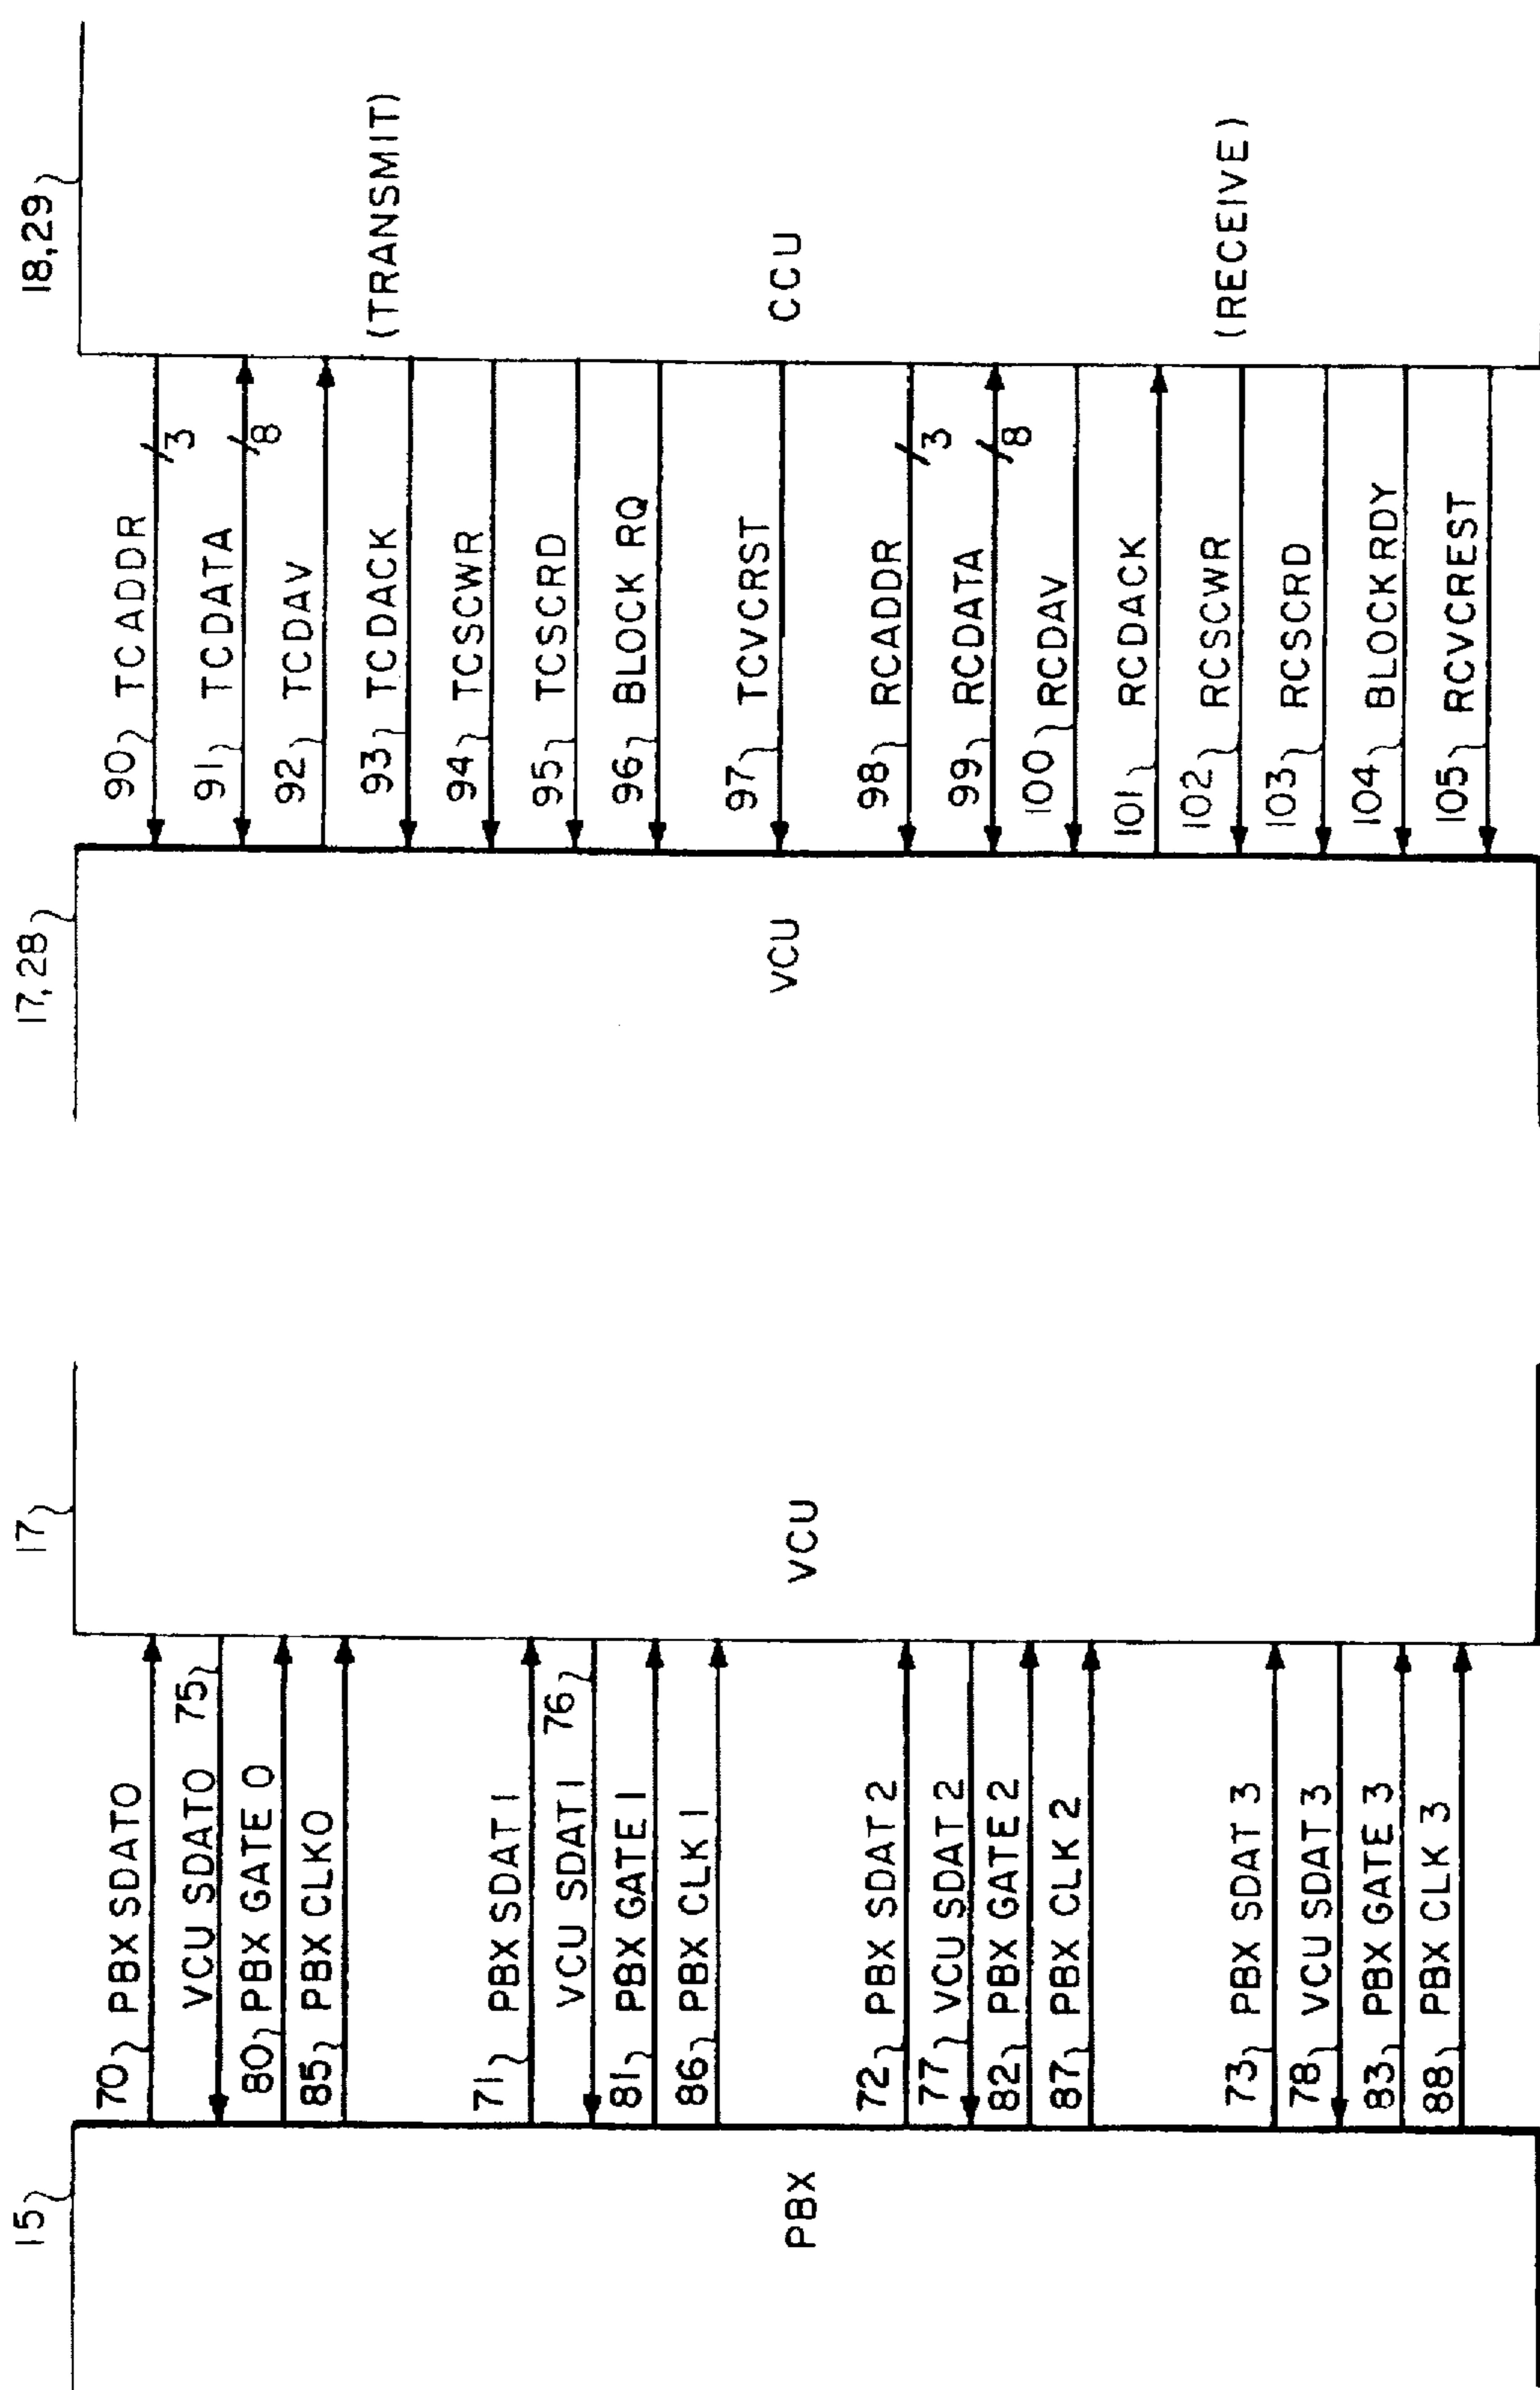 15
PBX
70 PBX SDAT0
VCU SDAT0 75
80 PBX GATE 0
85 PBX CLK0
71 PBX SDAT 1
VCU SDAT 1 76
81 PBX GATE 1
86 PBX CLK 1
72 PBX SDAT 2
77 VCU SDAT 2
82 PBX GATE 2
87 PBX CLK 2
73 PBX SDAT 3
78 VCU SDAT 3
83 PBX GATE 3
88 PBX CLK 3
17
VCU
17,28
VCU
90 TCADDR 3
91 TCDATA 8
92 TCDAV
93 TCDACK
94 TCSCWR
95 TCSCRD
96 BLOCK RQ
97 TCVCRST
98 RCADDR 3
99 RCDATA 8
100 RCDAV
101 RCDACK
102 RCSCWR
103 RCSCRD
104 BLOCK RDY
105 RCVCREST
18,29
(TRANSMIT)
CCU
(RECEIVE)